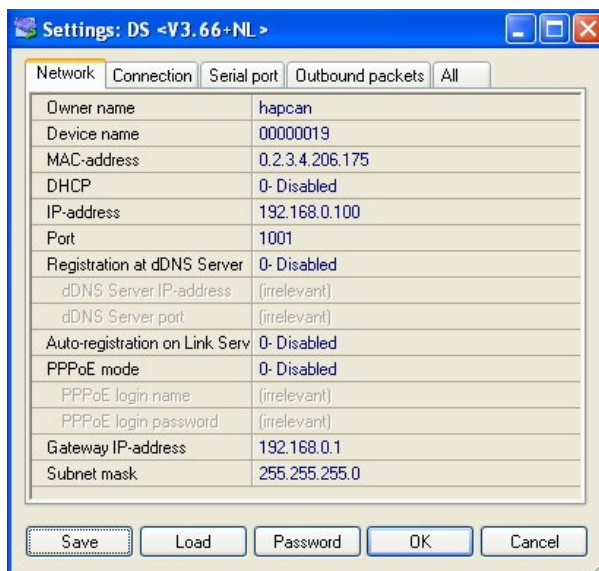 Settings: DS <V3.66+NL>
Network Connection Serial port Outbound packets All
Owner name hapcan
Device name 00000019
MAC-address 0.2.3.4.206.175
DHCP 0- Disabled
IP-address 192.168.0.100
Port 1001
Registration at dDNS Server 0- Disabled
dDNS Server IP-address (irrelevant)
dDNS Server port (irrelevant)
Auto-registration on Link Serv 0- Disabled
PPPoE mode 0- Disabled
PPPoE login name (irrelevant)
PPPoE login password (irrelevant)
Gateway IP-address 192.168.0.1
Subnet mask 255.255.255.0
Save Load Password OK Cancel